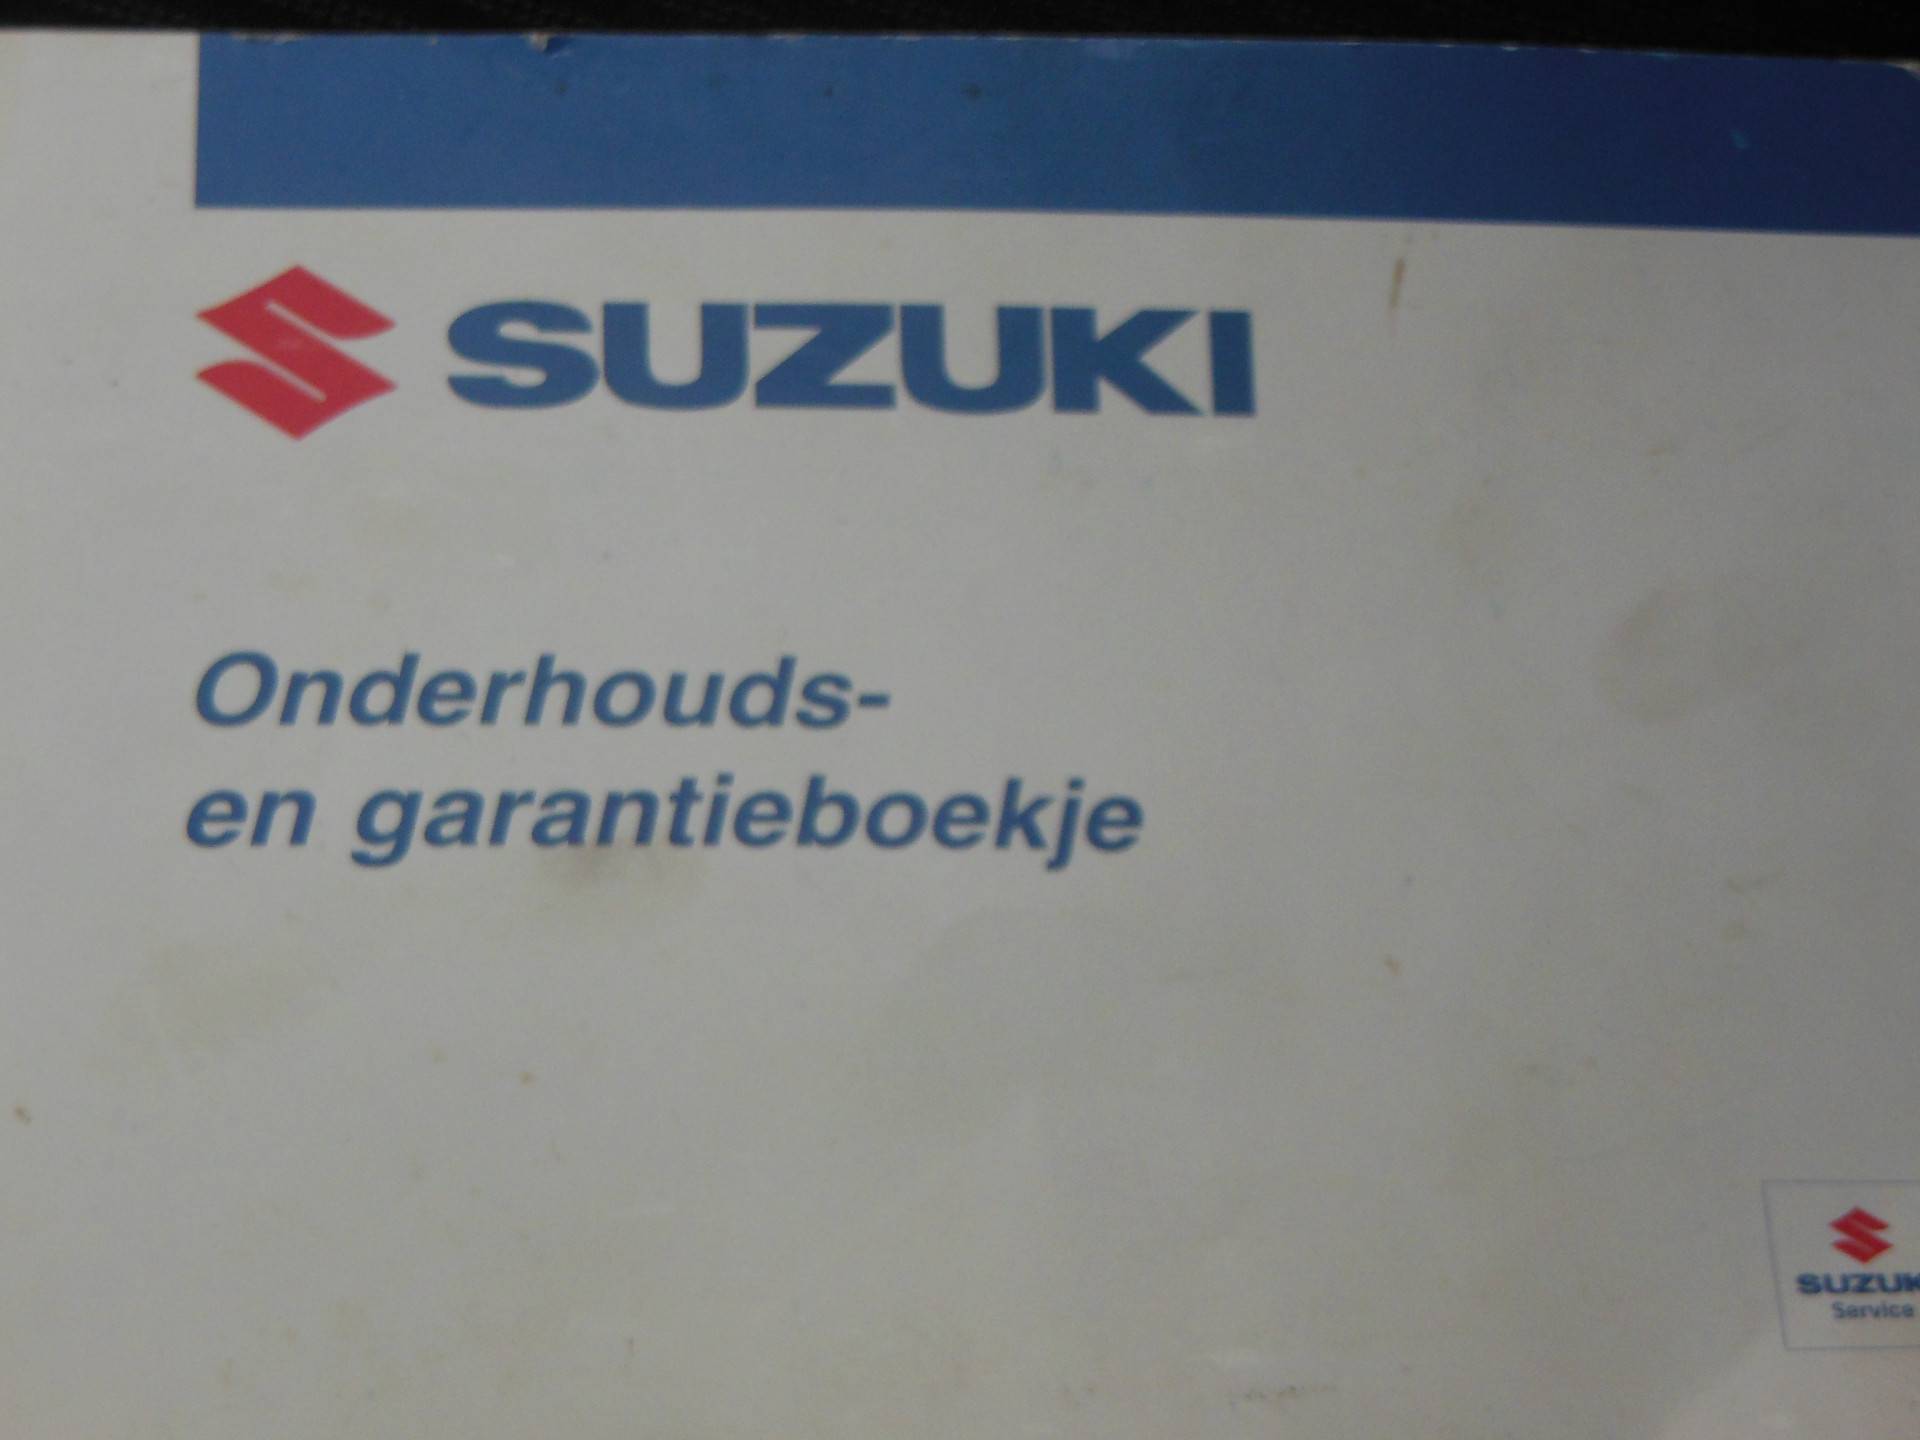 SUZUKI
Onderhouds-
en garantieboekje
SUZUK
Service